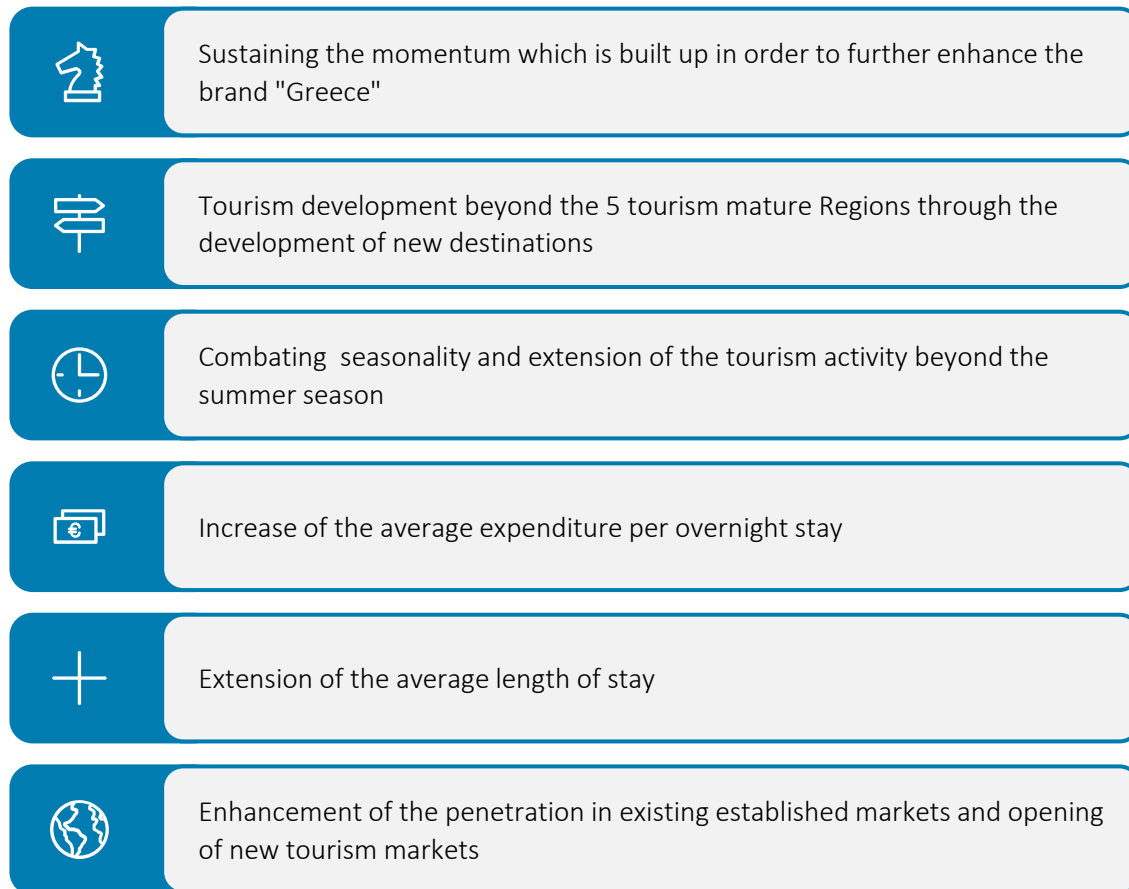 Sustaining the momentum which is built up in order to further enhance the
brand "Greece"
Tourism development beyond the 5 tourism mature Regions through the
development of new destinations
Combating  seasonality and extension of the tourism activity beyond the
summer season
€
Increase of the average expenditure per overnight stay
Extension of the average length of stay
Enhancement of the penetration in existing established markets and opening
of new tourism markets